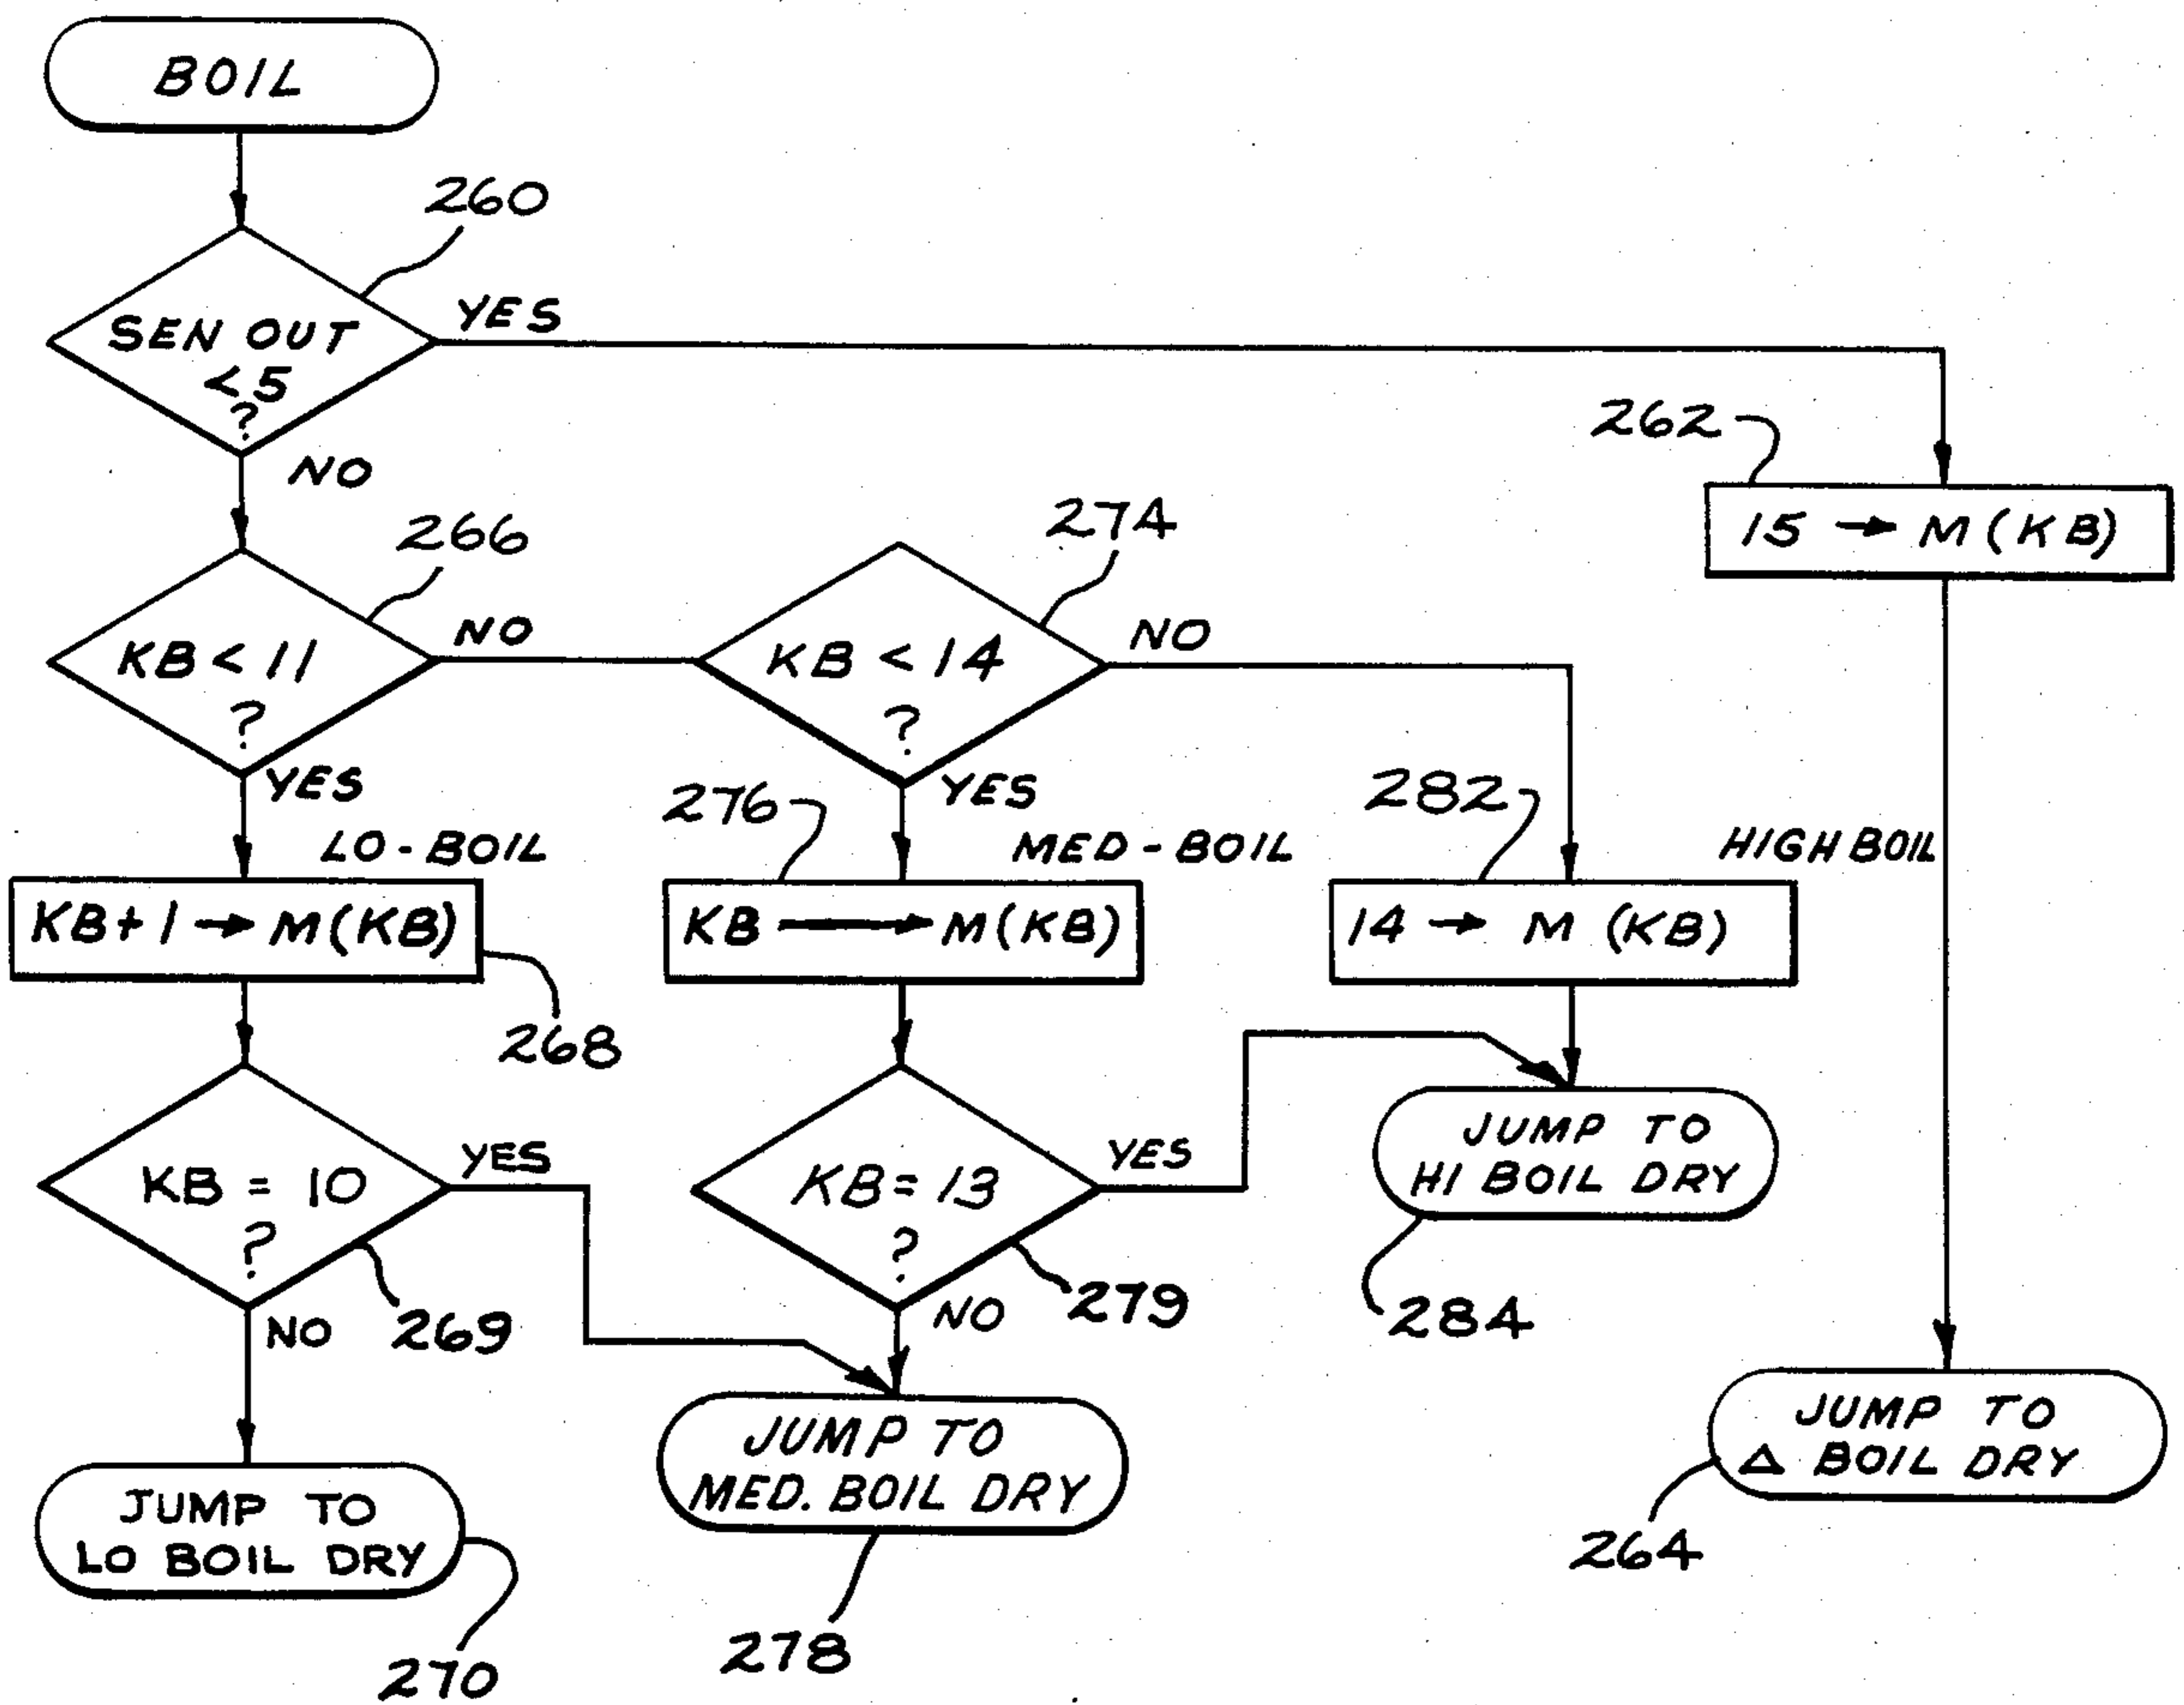 BOIL
260
SEN OUT
< 5
?
YES
NO
262
15 → M (KB)
266
KB < 11
?
NO
YES
274
KB < 14
?
NO
YES
LO - BOIL
276
MED - BOIL
282
HIGH BOIL
KB + 1 → M (KB)
268
KB → M (KB)
14 → M (KB)
KB = 10
?
YES
NO
269
KB = 13
?
YES
NO
279
JUMP TO
HI BOIL DRY
284
JUMP TO
LO BOIL DRY
270
JUMP TO
MED. BOIL DRY
278
JUMP TO
Δ BOIL DRY
264